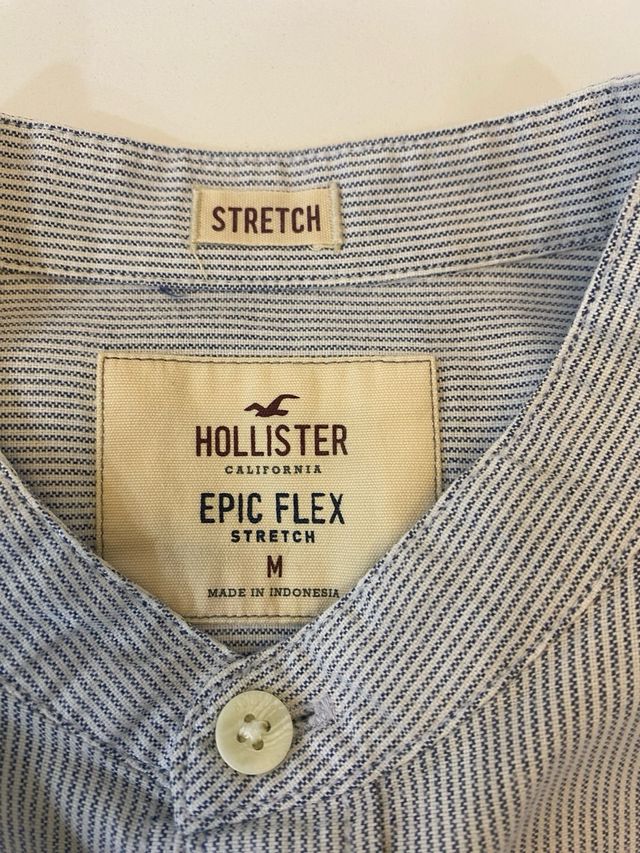 STRETCH
HOLLISTER
CALIFORNIA
EPIC FLEX
STRETCH
M
MADE IN INDONESIA